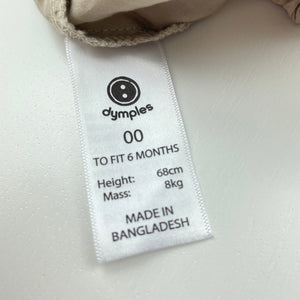 dymples
00
TO FIT 6 MONTHS
Height: 68cm
Mass: 8kg
MADE IN
BANGLADESH